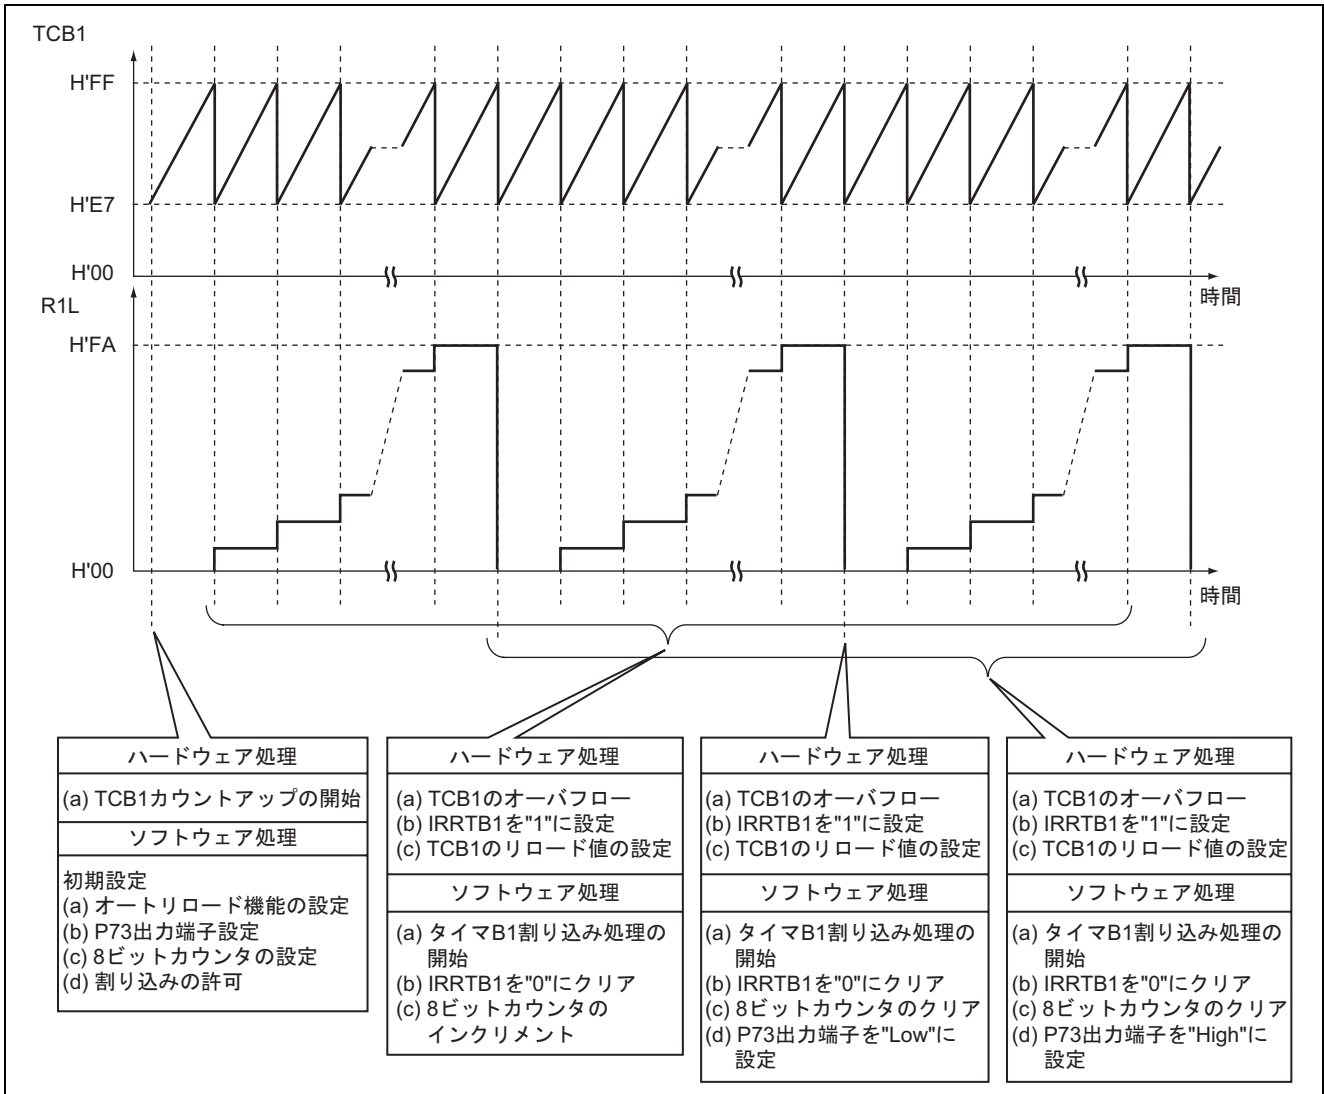 TCB1
H'FF
H'E7
H'00
時間
R1L
H'FA
H'00
時間
ハードウェア処理
(a) TCB1カウントアップの開始
ソフトウェア処理
初期設定
(a) オートリロード機能の設定
(b) P73出力端子設定
(c) 8ビットカウンタの設定
(d) 割り込みの許可
ハードウェア処理
(a) TCB1のオーバフロー
(b) IRRTB1を"1"に設定
(c) TCB1のリロード値の設定
ソフトウェア処理
(a) タイマB1割り込み処理の
開始
(b) IRRTB1を"0"にクリア
(c) 8ビットカウンタの
インクリメント
ハードウェア処理
(a) TCB1のオーバフロー
(b) IRRTB1を"1"に設定
(c) TCB1のリロード値の設定
ソフトウェア処理
(a) タイマB1割り込み処理の
開始
(b) IRRTB1を"0"にクリア
(c) 8ビットカウンタのクリア
(d) P73出力端子を"Low"に
設定
ハードウェア処理
(a) TCB1のオーバフロー
(b) IRRTB1を"1"に設定
(c) TCB1のリロード値の設定
ソフトウェア処理
(a) タイマB1割り込み処理の
開始
(b) IRRTB1を"0"にクリア
(c) 8ビットカウンタのクリア
(d) P73出力端子を"High"に
設定